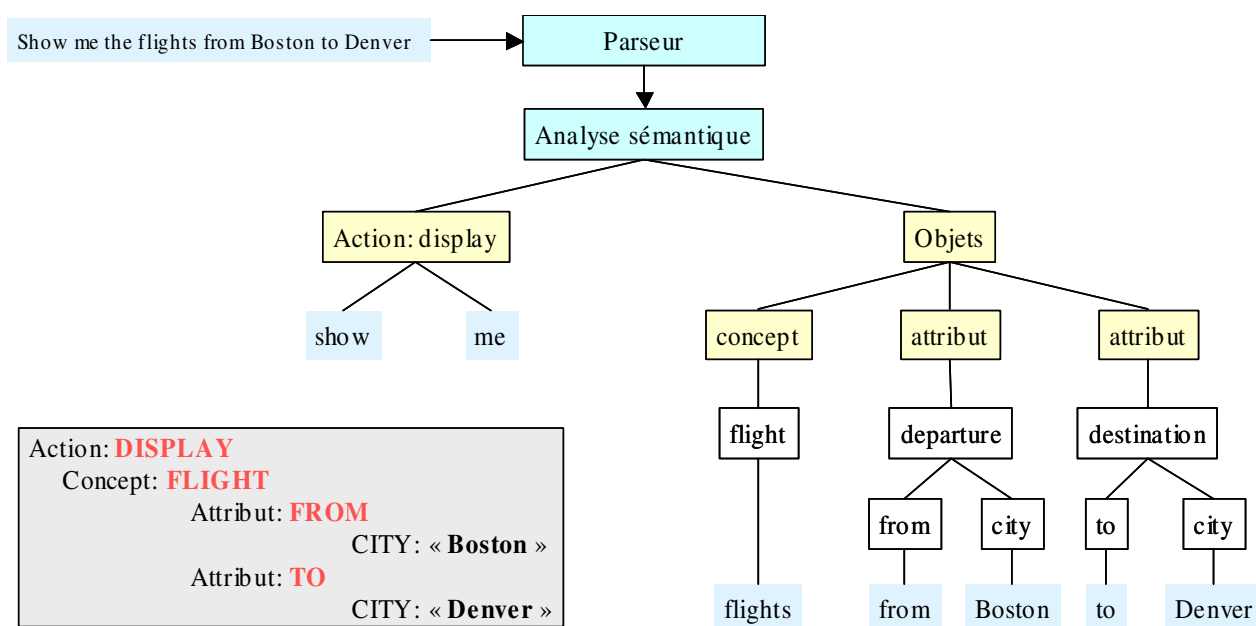 Show me the flights from Boston to Denver
Parseur
Analyse sémantique
Action: display
Objets
show
me
concept
attribut
attribut
flight
departure
destination
from
city
to
city
flights
from
Boston
to
Denver
Action: DISPLAY
Concept: FLIGHT
Attribut: FROM
CITY: « Boston »
Attribut: TO
CITY: « Denver »